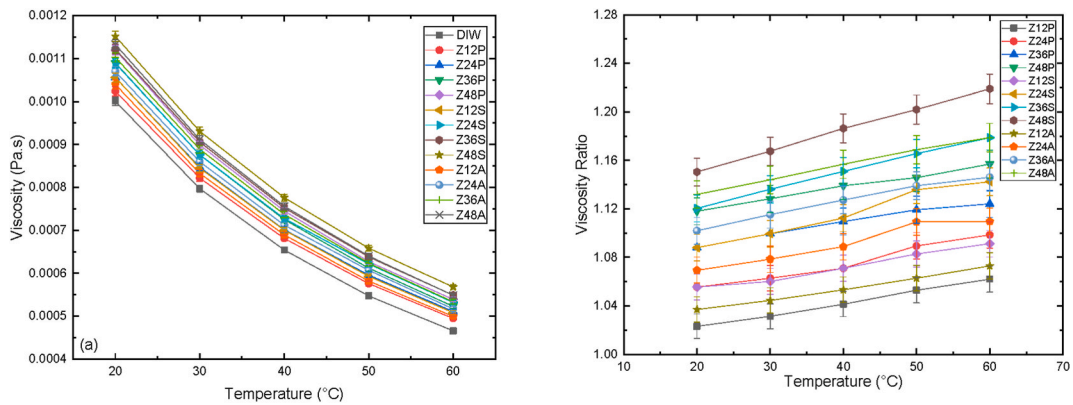 0.0012
0.0011
0.0010
0.0009
0.0008
0.0007
0.0006
0.0005
0.0004
Viscosity (Pa.s)
(a)
20
30
40
50
60
Temperature (°C)
DIW
Z12P
Z24P
Z36P
Z48P
Z12S
Z24S
Z36S
Z48S
Z12A
Z24A
Z36A
Z48A
1.28
1.24
1.20
1.16
1.12
1.08
1.04
1.00
Viscosity Ratio
10
20
30
40
50
60
70
Temperature (°C)
Z12P
Z24P
Z36P
Z48P
Z12S
Z24S
Z36S
Z48S
Z12A
Z24A
Z36A
Z48A